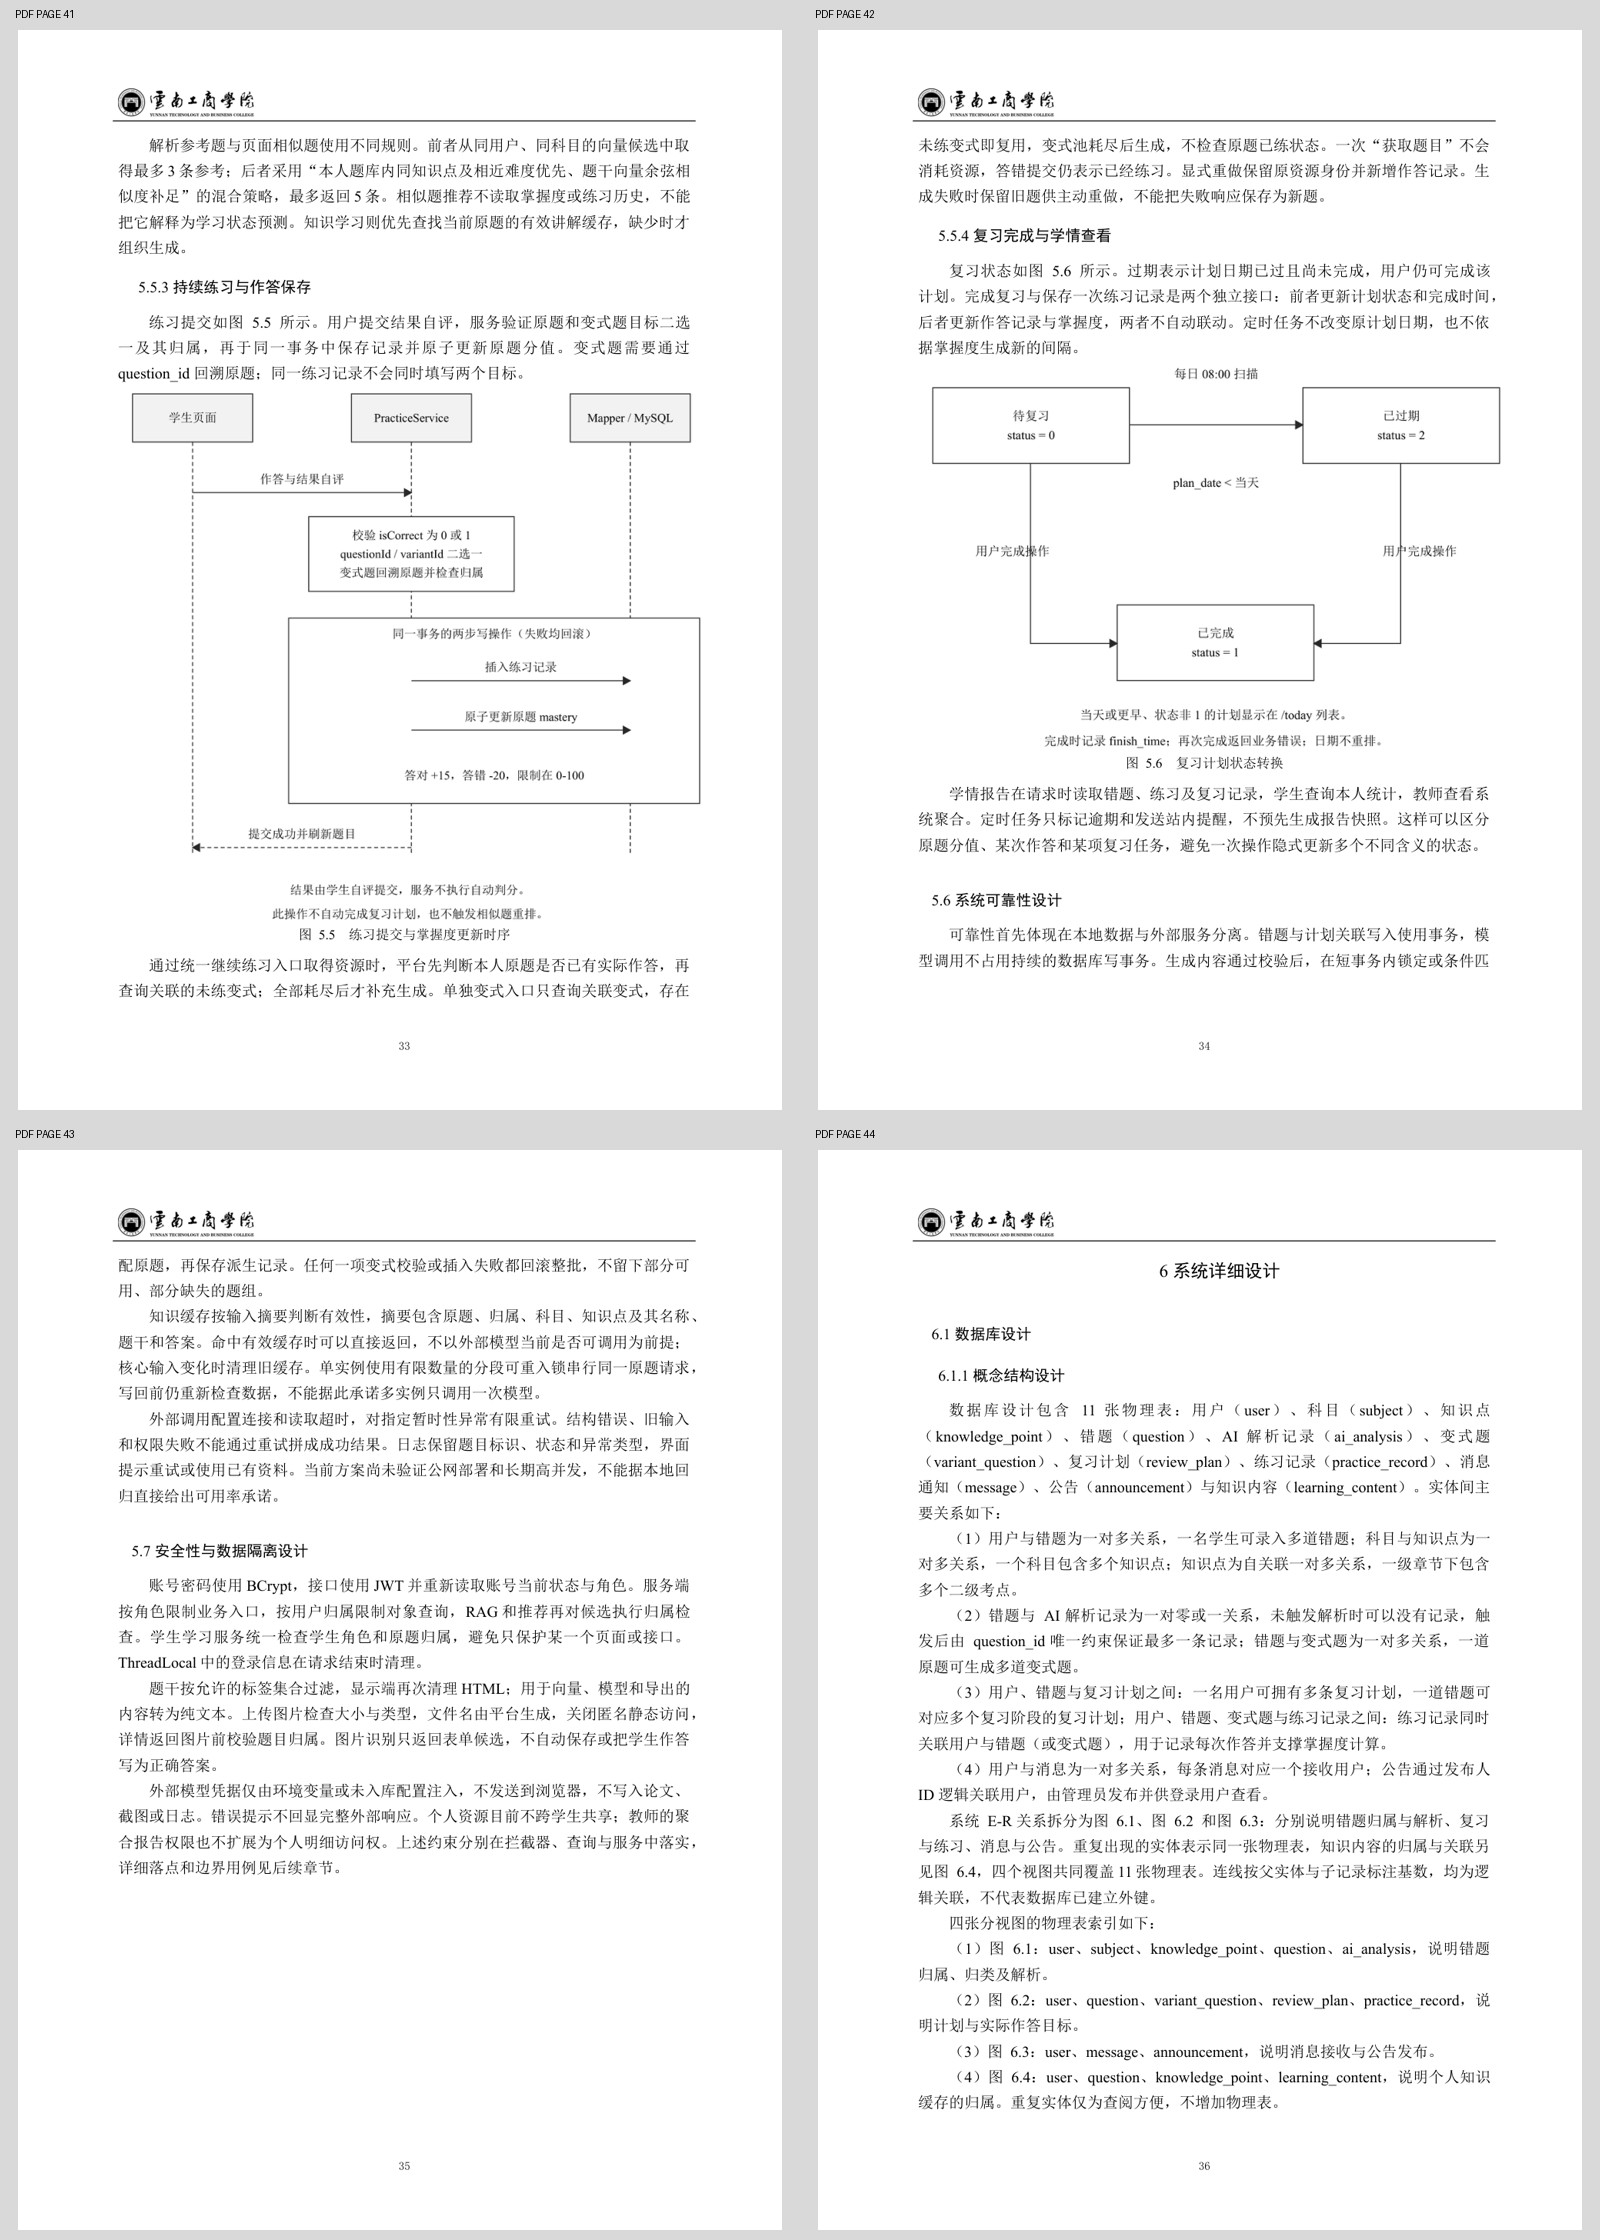 PDF PAGE 41
雲南工商學院
YUNNAN TECHNOLOGY AND BUSINESS COLLEGE
解析参考题与页面相似题使用不同规则。前者从同用户、同科目的向量候选中取
得最多 3 条参考；后者采用“本人题库内同知识点及相近难度优先、题干向量余弦相
似度补足”的混合策略，最多返回 5 条。相似题推荐不读取掌握度或练习历史，不能
把它解释为学习状态预测。知识学习则优先查找当前原题的有效讲解缓存，缺少时才
组织生成。
5.5.3 持续练习与作答保存
练习提交如图 5.5 所示。用户提交结果自评，服务验证原题和变式题目标二选
一及其归属，再于同一事务中保存记录并原子更新原题分值。变式题需要通过
question_id 回溯原题；同一练习记录不会同时填写两个目标。
学生页面
PracticeService
Mapper / MySQL
作答与结果自评
校验 isCorrect 为 0 或 1
questionId / variantId 二选一
变式题回溯原题并检查归属
同一事务的两步写操作（失败均回滚）
插入练习记录
原子更新原题 mastery
答对 +15，答错 -20，限制在 0-100
提交成功并刷新题目
结果由学生自评提交，服务不执行自动判分。
此操作不自动完成复习计划，也不触发相似题重排。
图 5.5 练习提交与掌握度更新时序
通过统一继续练习入口取得资源时，平台先判断本人原题是否已有实际作答，再
查询关联的未练变式；全部耗尽后才补充生成。单独变式入口只查询关联变式，存在
33
PDF PAGE 42
雲南工商學院
YUNNAN TECHNOLOGY AND BUSINESS COLLEGE
未练变式即复用，变式池耗尽后生成，不检查原题已练状态。一次“获取题目”不会
消耗资源，答错提交仍表示已经练习。显式重做保留原资源身份并新增作答记录。生
成失败时保留旧题供主动重做，不能把失败响应保存为新题。
5.5.4 复习完成与学情查看
复习状态如图 5.6 所示。过期表示计划日期已过且尚未完成，用户仍可完成该
计划。完成复习与保存一次练习记录是两个独立接口：前者更新计划状态和完成时间，
后者更新作答记录与掌握度，两者不自动联动。定时任务不改变原计划日期，也不依
据掌握度生成新的间隔。
每日 08:00 扫描
待复习
status = 0
已过期
status = 2
plan_date < 当天
用户完成操作
用户完成操作
已完成
status = 1
当天或更早、状态非 1 的计划显示在 /today 列表。
完成时记录 finish_time；再次完成返回业务错误；日期不重排。
图 5.6 复习计划状态转换
学情报告在请求时读取错题、练习及复习记录，学生查询本人统计，教师查看系
统聚合。定时任务只标记逾期和发送站内提醒，不预先生成报告快照。这样可以区分
原题分值、某次作答和某项复习任务，避免一次操作隐式更新多个不同含义的状态。
5.6 系统可靠性设计
可靠性首先体现在本地数据与外部服务分离。错题与计划关联写入使用事务，模
型调用不占用持续的数据库写事务。生成内容通过校验后，在短事务内锁定或条件匹
34
PDF PAGE 43
雲南工商學院
YUNNAN TECHNOLOGY AND BUSINESS COLLEGE
配原题，再保存派生记录。任何一项变式校验或插入失败都回滚整批，不留下部分可
用、部分缺失的题组。
知识缓存按输入摘要判断有效性，摘要包含原题、归属、科目、知识点及其名称、
题干和答案。命中有效缓存时可以直接返回，不以外部模型当前是否可调用为前提；
核心输入变化时清理旧缓存。单实例使用有限数量的分段可重入锁串行同一原题请求，
写回前仍重新检查数据，不能据此承诺多实例只调用一次模型。
外部调用配置连接和读取超时，对指定暂时性异常有限重试。结构错误、旧输入
和权限失败不能通过重试拼成成功结果。日志保留题目标识、状态和异常类型，界面
提示重试或使用已有资料。当前方案尚未验证公网部署和长期高并发，不能据本地回
归直接给出可用率承诺。
5.7 安全性与数据隔离设计
账号密码使用 BCrypt，接口使用 JWT 并重新读取账号当前状态与角色。服务端
按角色限制业务入口，按用户归属限制对象查询，RAG 和推荐再对候选执行归属检
查。学生学习服务统一检查学生角色和原题归属，避免只保护某一个页面或接口。
ThreadLocal 中的登录信息在请求结束时清理。
题干按允许的标签集合过滤，显示端再次清理 HTML；用于向量、模型和导出的
内容转为纯文本。上传图片检查大小与类型，文件名由平台生成，关闭匿名静态访问，
详情返回图片前校验题目归属。图片识别只返回表单候选，不自动保存或把学生作答
写为正确答案。
外部模型凭据仅由环境变量或未入库配置注入，不发送到浏览器，不写入论文、
截图或日志。错误提示不回显完整外部响应。个人资源目前不跨学生共享；教师的聚
合报告权限也不扩展为个人明细访问权。上述约束分别在拦截器、查询与服务中落实，
详细落点和边界用例见后续章节。
35
PDF PAGE 44
雲南工商學院
YUNNAN TECHNOLOGY AND BUSINESS COLLEGE
6 系统详细设计
6.1 数据库设计
6.1.1 概念结构设计
数据库设计包含 11 张物理表：用户（user）、科目（subject）、知识点
（knowledge_point）、错题（question）、AI 解析记录（ai_analysis）、变式题
（variant_question）、复习计划（review_plan）、练习记录（practice_record）、消息
通知（message）、公告（announcement）与知识内容（learning_content）。实体间主
要关系如下：
（1）用户与错题为一对多关系，一名学生可录入多道错题；科目与知识点为一
对多关系，一个科目包含多个知识点；知识点为自关联一对多关系，一级章节下包含
多个二级考点。
（2）错题与 AI 解析记录为一对零或一关系，未触发解析时可以没有记录，触
发后由 question_id 唯一约束保证最多一条记录；错题与变式题为一对多关系，一道
原题可生成多道变式题。
（3）用户、错题与复习计划之间：一名用户可拥有多条复习计划，一道错题可
对应多个复习阶段的复习计划；用户、错题、变式题与练习记录之间：练习记录同时
关联用户与错题（或变式题），用于记录每次作答并支撑掌握度计算。
（4）用户与消息为一对多关系，每条消息对应一个接收用户；公告通过发布人
ID 逻辑关联用户，由管理员发布并供登录用户查看。
系统 E-R 关系拆分为图 6.1、图 6.2 和图 6.3：分别说明错题归属与解析、复习
与练习、消息与公告。重复出现的实体表示同一张物理表，知识内容的归属与关联另
见图 6.4，四个视图共同覆盖 11 张物理表。连线按父实体与子记录标注基数，均为逻
辑关联，不代表数据库已建立外键。
四张分视图的物理表索引如下：
（1）图 6.1：user、subject、knowledge_point、question、ai_analysis，说明错题
归属、归类及解析。
（2）图 6.2：user、question、variant_question、review_plan、practice_record，说
明计划与实际作答目标。
（3）图 6.3：user、message、announcement，说明消息接收与公告发布。
（4）图 6.4：user、question、knowledge_point、learning_content，说明个人知识
缓存的归属。重复实体仅为查阅方便，不增加物理表。
36